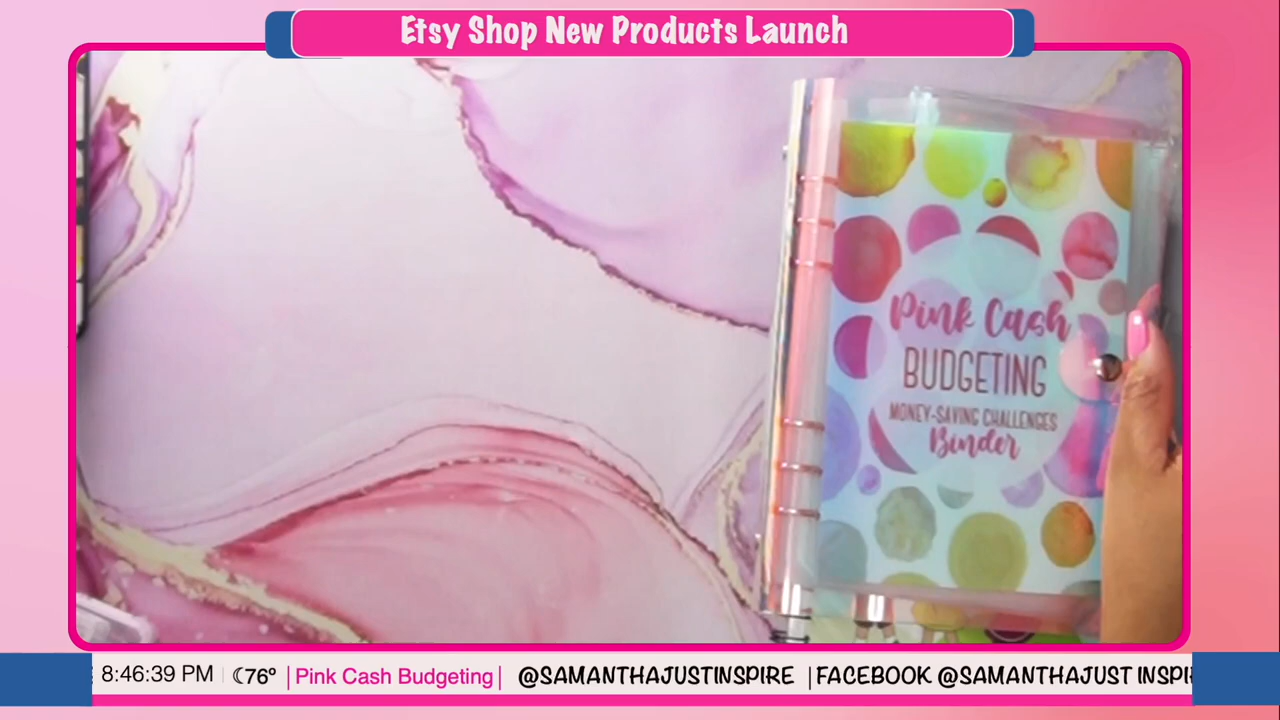 Etsy Shop New Products Launch
Pink Cash
BUDGETING
MONEY-SAVING CHALLENGES
Binder
8:46:39 PM | ☾76° | Pink Cash Budgeting | @SAMANTHAJUSTINSPIRE | FACEBOOK @SAMANTHAJUST INSPI